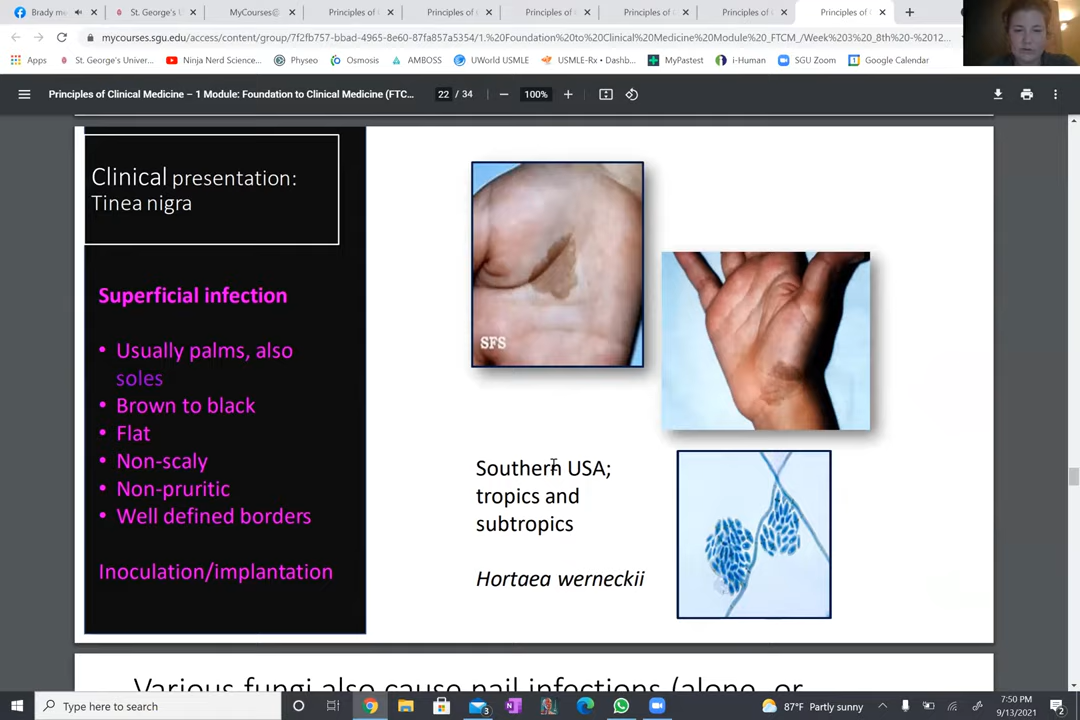 Brady me
St. George's U
MyCourses@
Principles of C
Principles of C
Principles of C
Principles of C
Principles of C
Principles of C
mycourses.sgu.edu/access/content/group/7f2fb757-bbad-4965-8e60-87fa857a5354/1.%20Foundation%20to%20Clinical%20Medicine%20Module%20_FTCM_/Week%203%20_8th%20-%2012...
Apps
St. George's Univer...
Ninja Nerd Science...
Physeo
Osmosis
AMBOSS
UWorld USMLE
USMLE-Rx • Dashb...
MyPastest
i-Human
SGU Zoom
Google Calendar
Principles of Clinical Medicine – 1 Module: Foundation to Clinical Medicine (FTC...
22 / 34
100%
Clinical presentation:
Tinea nigra
Superficial infection
• Usually palms, also
soles
• Brown to black
• Flat
• Non-scaly
• Non-pruritic
• Well defined borders
Inoculation/implantation
SFS
Southern USA;
tropics and
subtropics
Hortaea werneckii
Various fungi also cause nail infections (alone, or
Type here to search
3
87°F Partly sunny
7:50 PM
9/13/2021
2